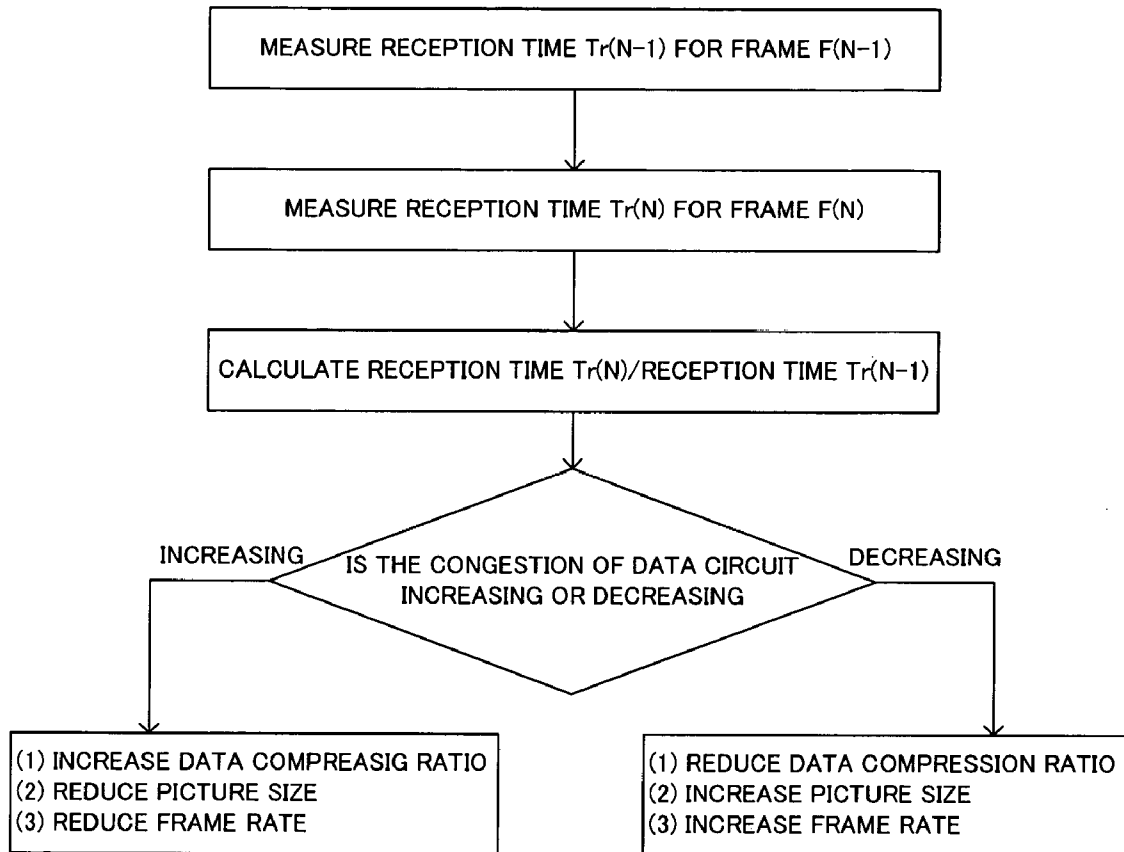 MEASURE RECEPTION TIME Tr(N-1) FOR FRAME F(N-1)
MEASURE RECEPTION TIME Tr(N) FOR FRAME F(N)
CALCULATE RECEPTION TIME Tr(N)/RECEPTION TIME Tr(N-1)
IS THE CONGESTION OF DATA CIRCUIT
INCREASING OR DECREASING
INCREASING
DECREASING
(1) INCREASE DATA COMPREASIG RATIO
(2) REDUCE PICTURE SIZE
(3) REDUCE FRAME RATE
(1) REDUCE DATA COMPRESSION RATIO
(2) INCREASE PICTURE SIZE
(3) INCREASE FRAME RATE